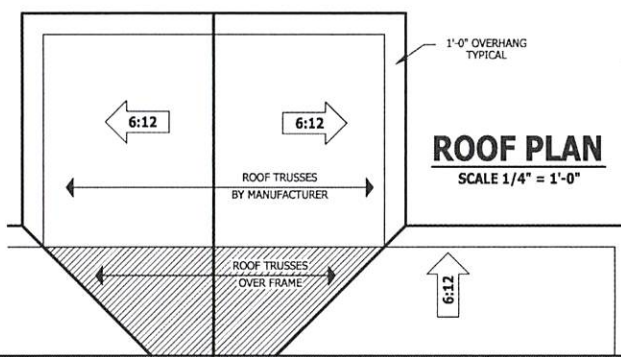 1'-0" OVERHANG
TYPICAL
6:12
6:12
ROOF PLAN
SCALE 1/4" = 1'-0"
ROOF TRUSSES
BY MANUFACTURER
ROOF TRUSSES
OVER FRAME
6:12